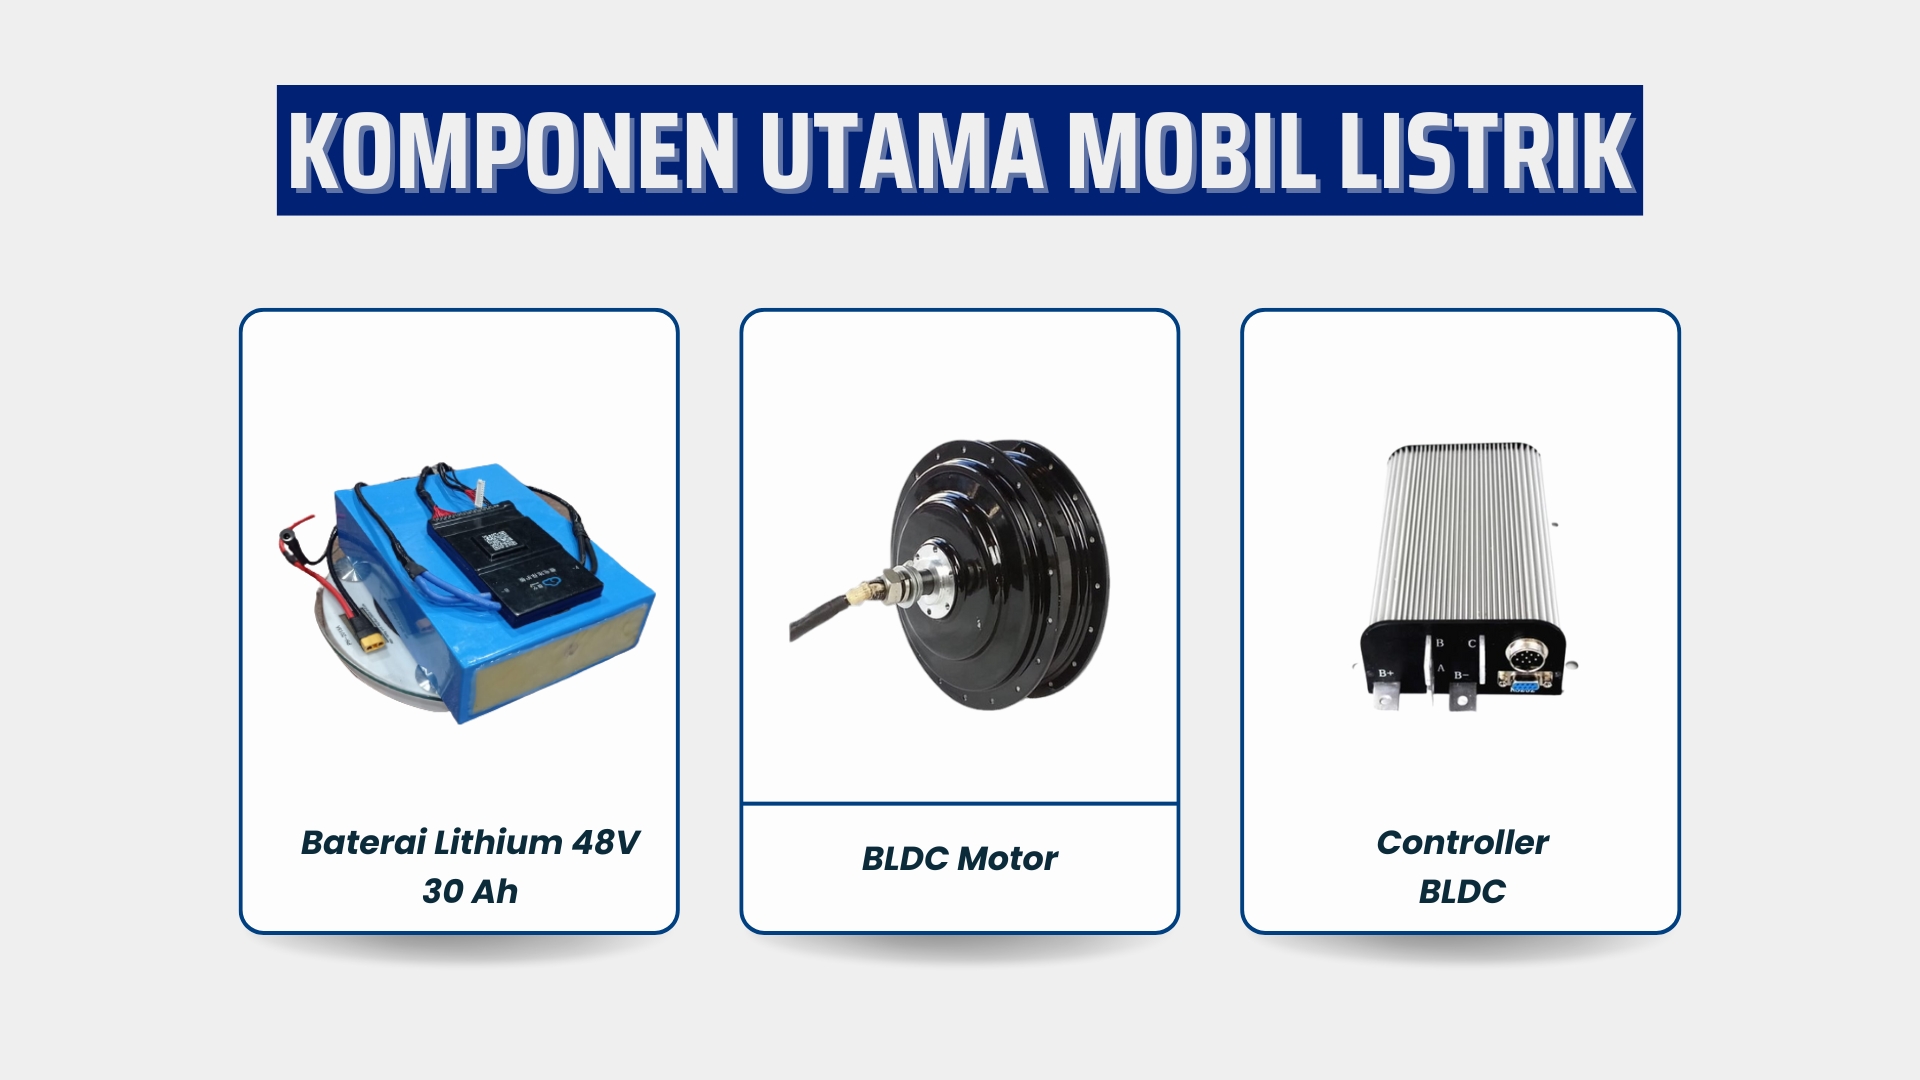 KOMPONEN UTAMA MOBIL LISTRIK
Baterai Lithium 48V
30 Ah
BLDC Motor
B C
A
B+ B−
Controller
BLDC